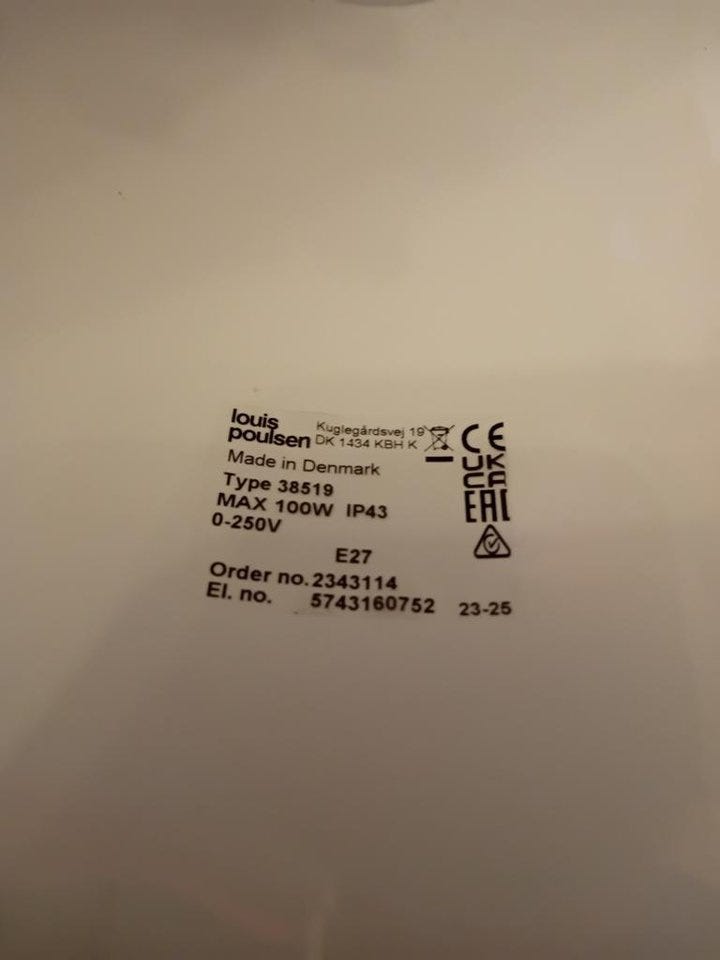 louis
poulsen
Kuglegårdsvej 19
DK 1434 KBH K
Made in Denmark
Type 38519
MAX 100W IP43
0-250V
E27
Order no. 2343114
El. no. 5743160752 23-25
CE
UK
CA
EAC